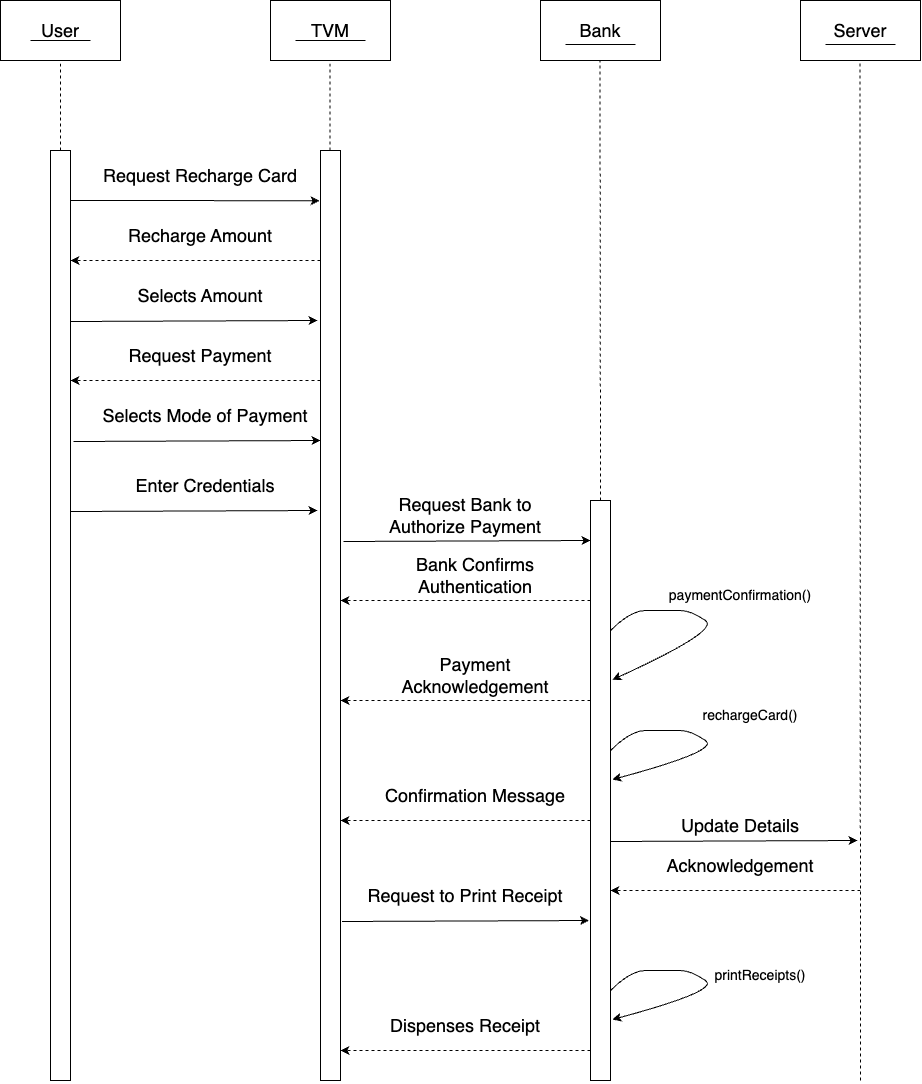 User
TVM
Bank
Server
Request Recharge Card
Recharge Amount
Selects Amount
Request Payment
Selects Mode of Payment
Enter Credentials
Request Bank to
Authorize Payment
Bank Confirms
Authentication
paymentConfirmation()
Payment
Acknowledgement
rechargeCard()
Confirmation Message
Update Details
Acknowledgement
Request to Print Receipt
printReceipts()
Dispenses Receipt